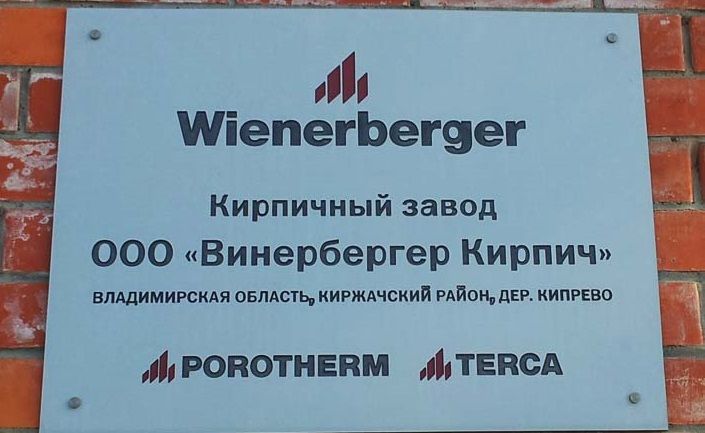 Wienerberger
Кирпичный завод
ООО «Винербергер Кирпич»
ВЛАДИМИРСКАЯ ОБЛАСТЬ, КИРЖАЧСКИЙ РАЙОН, ДЕР. КИПРЕВО
POROTHERM TERCA